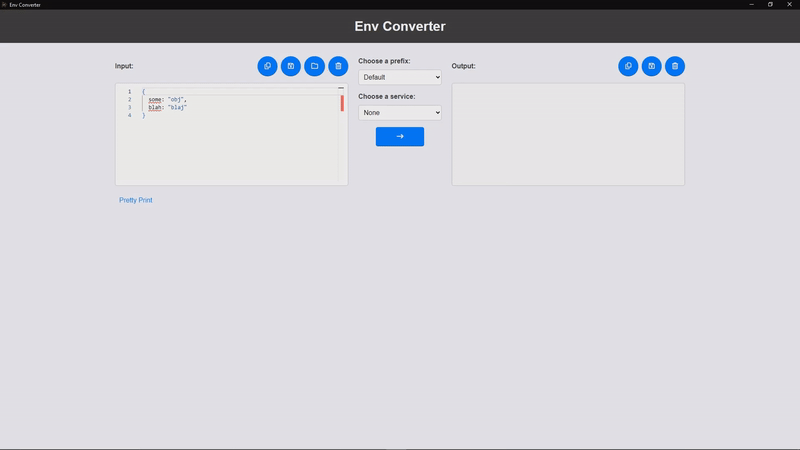 Env Converter
Env Converter
Input:
Choose a prefix:
Default
Choose a service:
None
Output:
1 {
2 some: "obj",
3 blah: "blaj"
4 }
Pretty Print